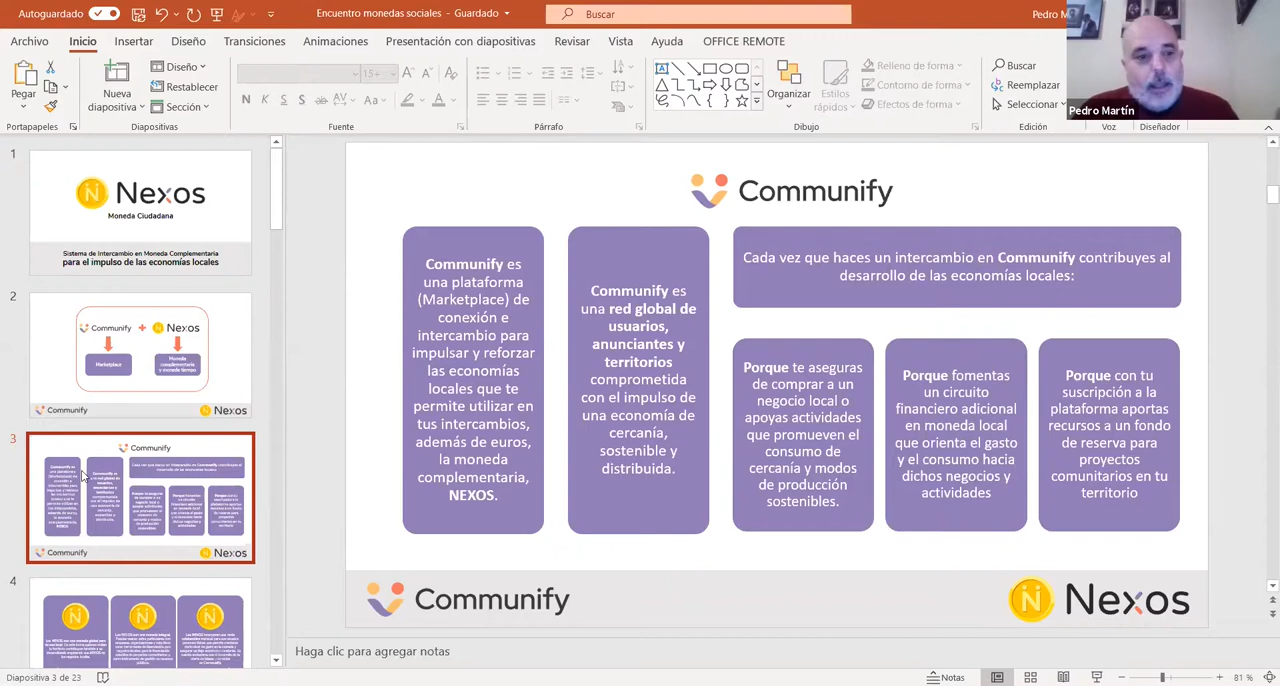 Autoguardado
Encuentro monedas sociales - Guardado
Buscar
Pedro M
Archivo Inicio Insertar Diseño Transiciones Animaciones Presentación con diapositivas Revisar Vista Ayuda OFFICE REMOTE
Pegar
Nueva
diapositiva
Diseño
Restablecer
Sección
15
N K S S ab AV Aa A
Organizar
Estilos
rápidos
Relleno de forma
Contorno de forma
Efectos de forma
Buscar
Reemplazar
Seleccionar
Pedro Martín
Portapapeles Diapositivas Fuente Párrafo Dibujo Edición Voz Diseñador
1
Nexos
Moneda Ciudadana
Sistema de Intercambio en Moneda Complementaria
para el impulso de las economías locales
2
Communify + Nexos
Marketplace
Moneda
complementaria
y moneda tiempo
Communify Nexos
3
Communify
Communify Nexos
4
Communify
Communify es
una plataforma
(Marketplace) de
conexión e
intercambio para
impulsar y reforzar
las economías
locales que te
permite utilizar en
tus intercambios,
además de euros,
la moneda
complementaria,
NEXOS.
Communify es
una red global de
usuarios,
anunciantes y
territorios
comprometida
con el impulso de
una economía de
cercanía,
sostenible y
distribuida.
Cada vez que haces un intercambio en Communify contribuyes al
desarrollo de las economías locales:
Porque te aseguras
de comprar a un
negocio local o
apoyas actividades
que promueven el
consumo de
cercanía y modos
de producción
sostenibles.
Porque fomentas
un circuito
financiero adicional
en moneda local
que orienta el gasto
y el consumo hacia
dichos negocios y
actividades
Porque con tu
suscripción a la
plataforma aportas
recursos a un fondo
de reserva para
proyectos
comunitarios en tu
territorio
Communify
Nexos
Haga clic para agregar notas
Diapositiva 3 de 23
Notas
81 %